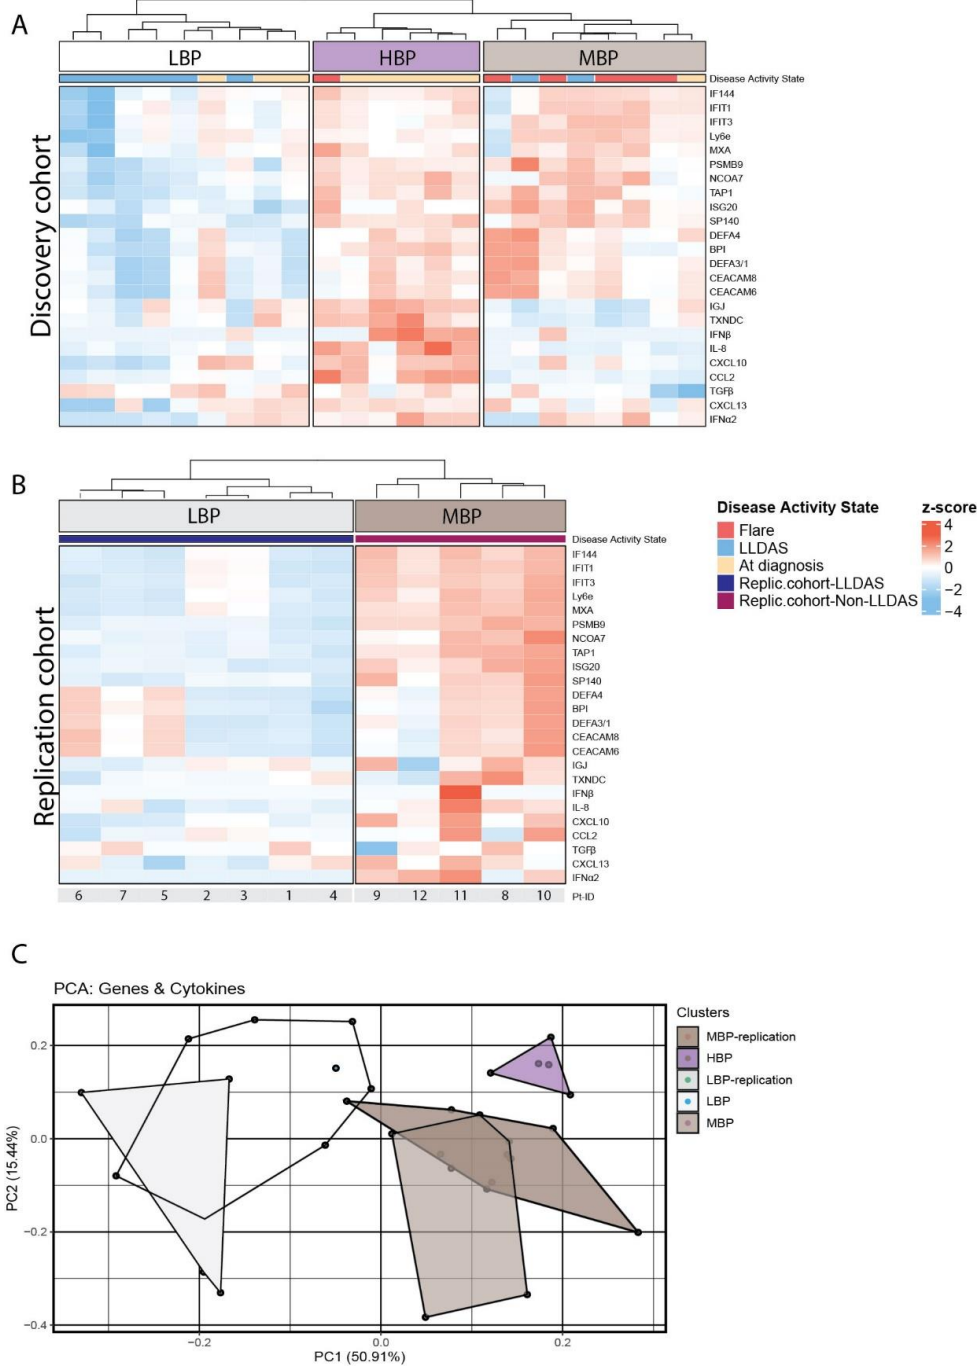 A
LBP
HBP
MBP
Disease Activity State
Discovery cohort
IF144
IFIT1
IFIT3
Ly6e
MXA
PSMB9
NCOA7
TAP1
ISG20
SP140
DEFA4
BPI
DEFA3/1
CEACAM8
CEACAM6
IGJ
TXNDC
IFNβ
IL-8
CXCL10
CCL2
TGFβ
CXCL13
IFNα2
B
LBP
MBP
Disease Activity State
Replication cohort
IF144
IFIT1
IFIT3
Ly6e
MXA
PSMB9
NCOA7
TAP1
ISG20
SP140
DEFA4
BPI
DEFA3/1
CEACAM8
CEACAM6
IGJ
TXNDC
IFNβ
IL-8
CXCL10
CCL2
TGFβ
CXCL13
IFNα2
6 7 5 2 3 1 4 9 12 11 8 10 Pt-ID
Disease Activity State
Flare
LLDAS
At diagnosis
Replic.cohort-LLDAS
Replic.cohort-Non-LLDAS
z-score
4
2
0
−2
−4
C
PCA: Genes & Cytokines
0.2
0.0
−0.2
−0.4
PC2 (15.44%)
−0.2 0.0 0.2
PC1 (50.91%)
Clusters
MBP-replication
HBP
LBP-replication
LBP
MBP